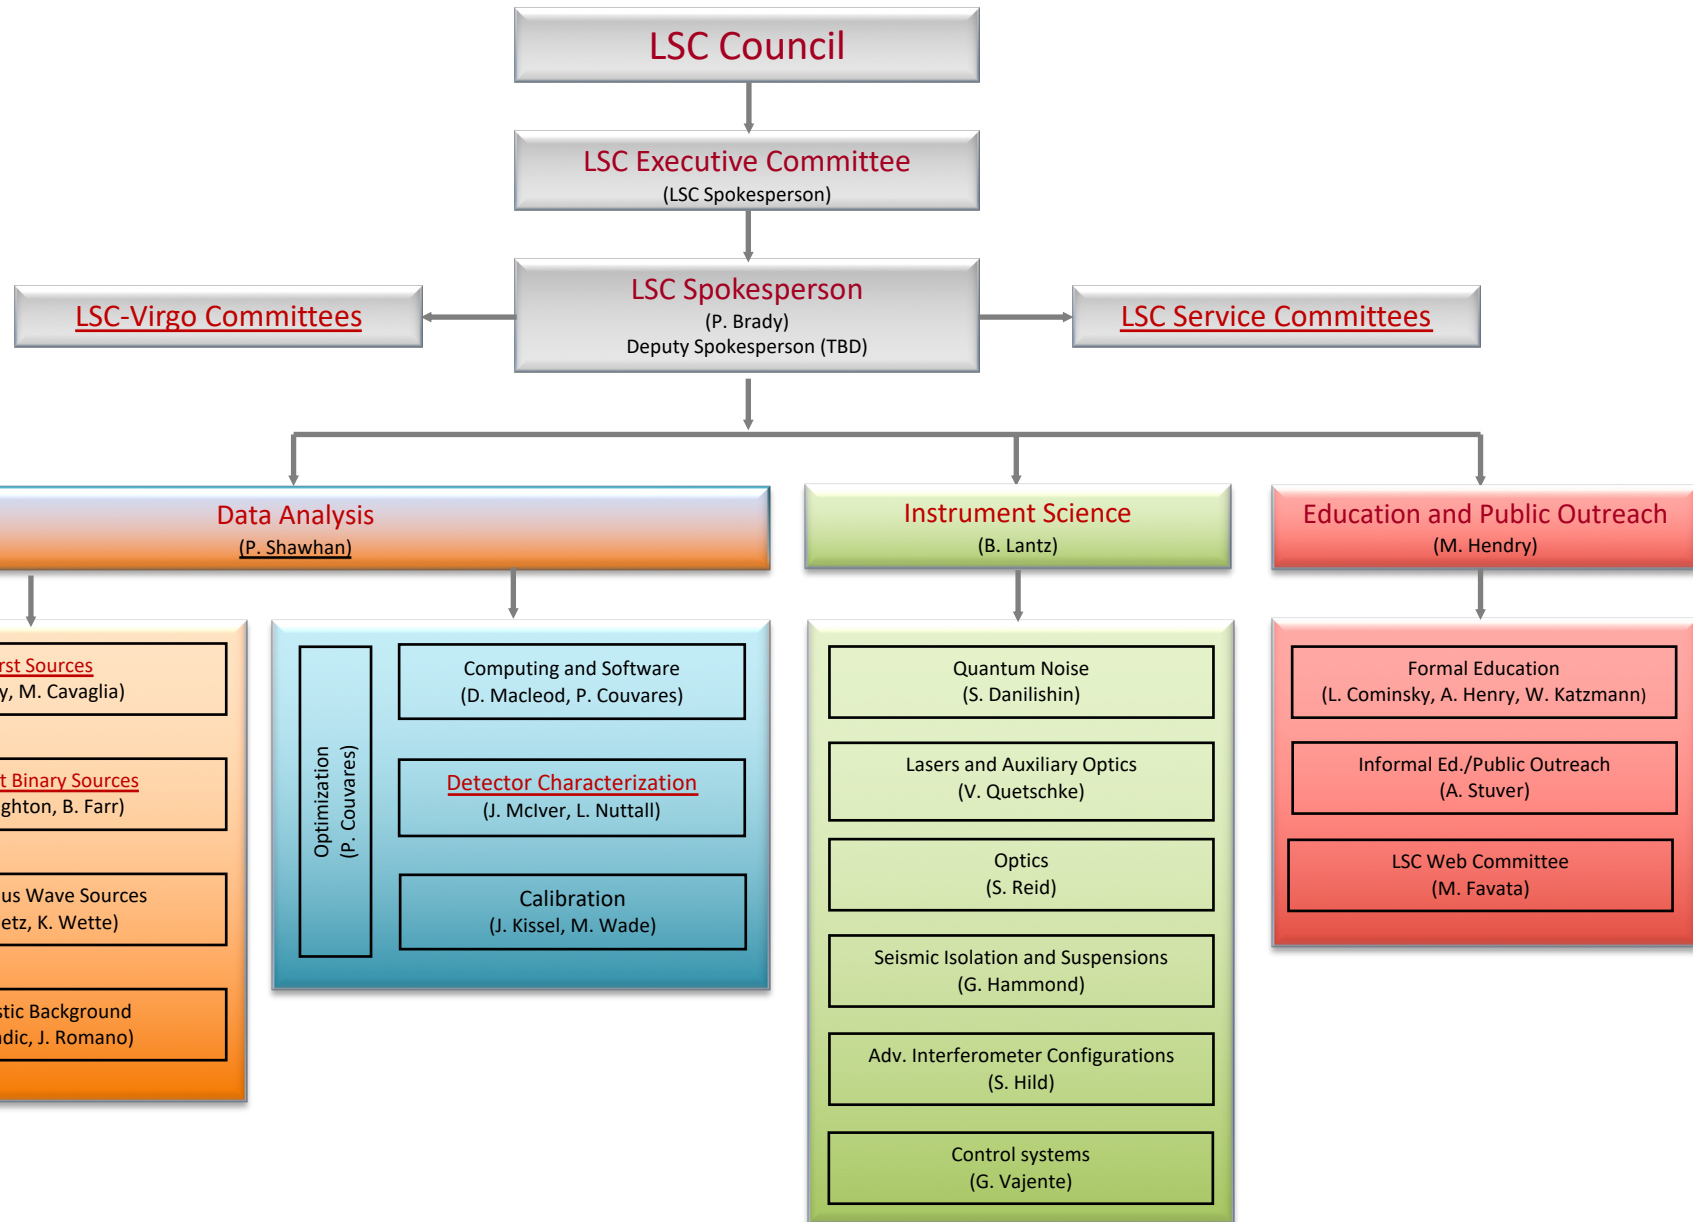 LSC Council
LSC Executive Committee
(LSC Spokesperson)
LSC Spokesperson
(P. Brady)
Deputy Spokesperson (TBD)
LSC-Virgo Committees
LSC Service Committees
Data Analysis
(P. Shawhan)
Instrument Science
(B. Lantz)
Education and Public Outreach
(M. Hendry)
rst Sources
y, M. Cavaglia)
t Binary Sources
ghton, B. Farr)
us Wave Sources
etz, K. Wette)
stic Background
dic, J. Romano)
Optimization
(P. Couvares)
Computing and Software
(D. Macleod, P. Couvares)
Detector Characterization
(J. McIver, L. Nuttall)
Calibration
(J. Kissel, M. Wade)
Quantum Noise
(S. Danilishin)
Lasers and Auxiliary Optics
(V. Quetschke)
Optics
(S. Reid)
Seismic Isolation and Suspensions
(G. Hammond)
Adv. Interferometer Configurations
(S. Hild)
Control systems
(G. Vajente)
Formal Education
(L. Cominsky, A. Henry, W. Katzmann)
Informal Ed./Public Outreach
(A. Stuver)
LSC Web Committee
(M. Favata)